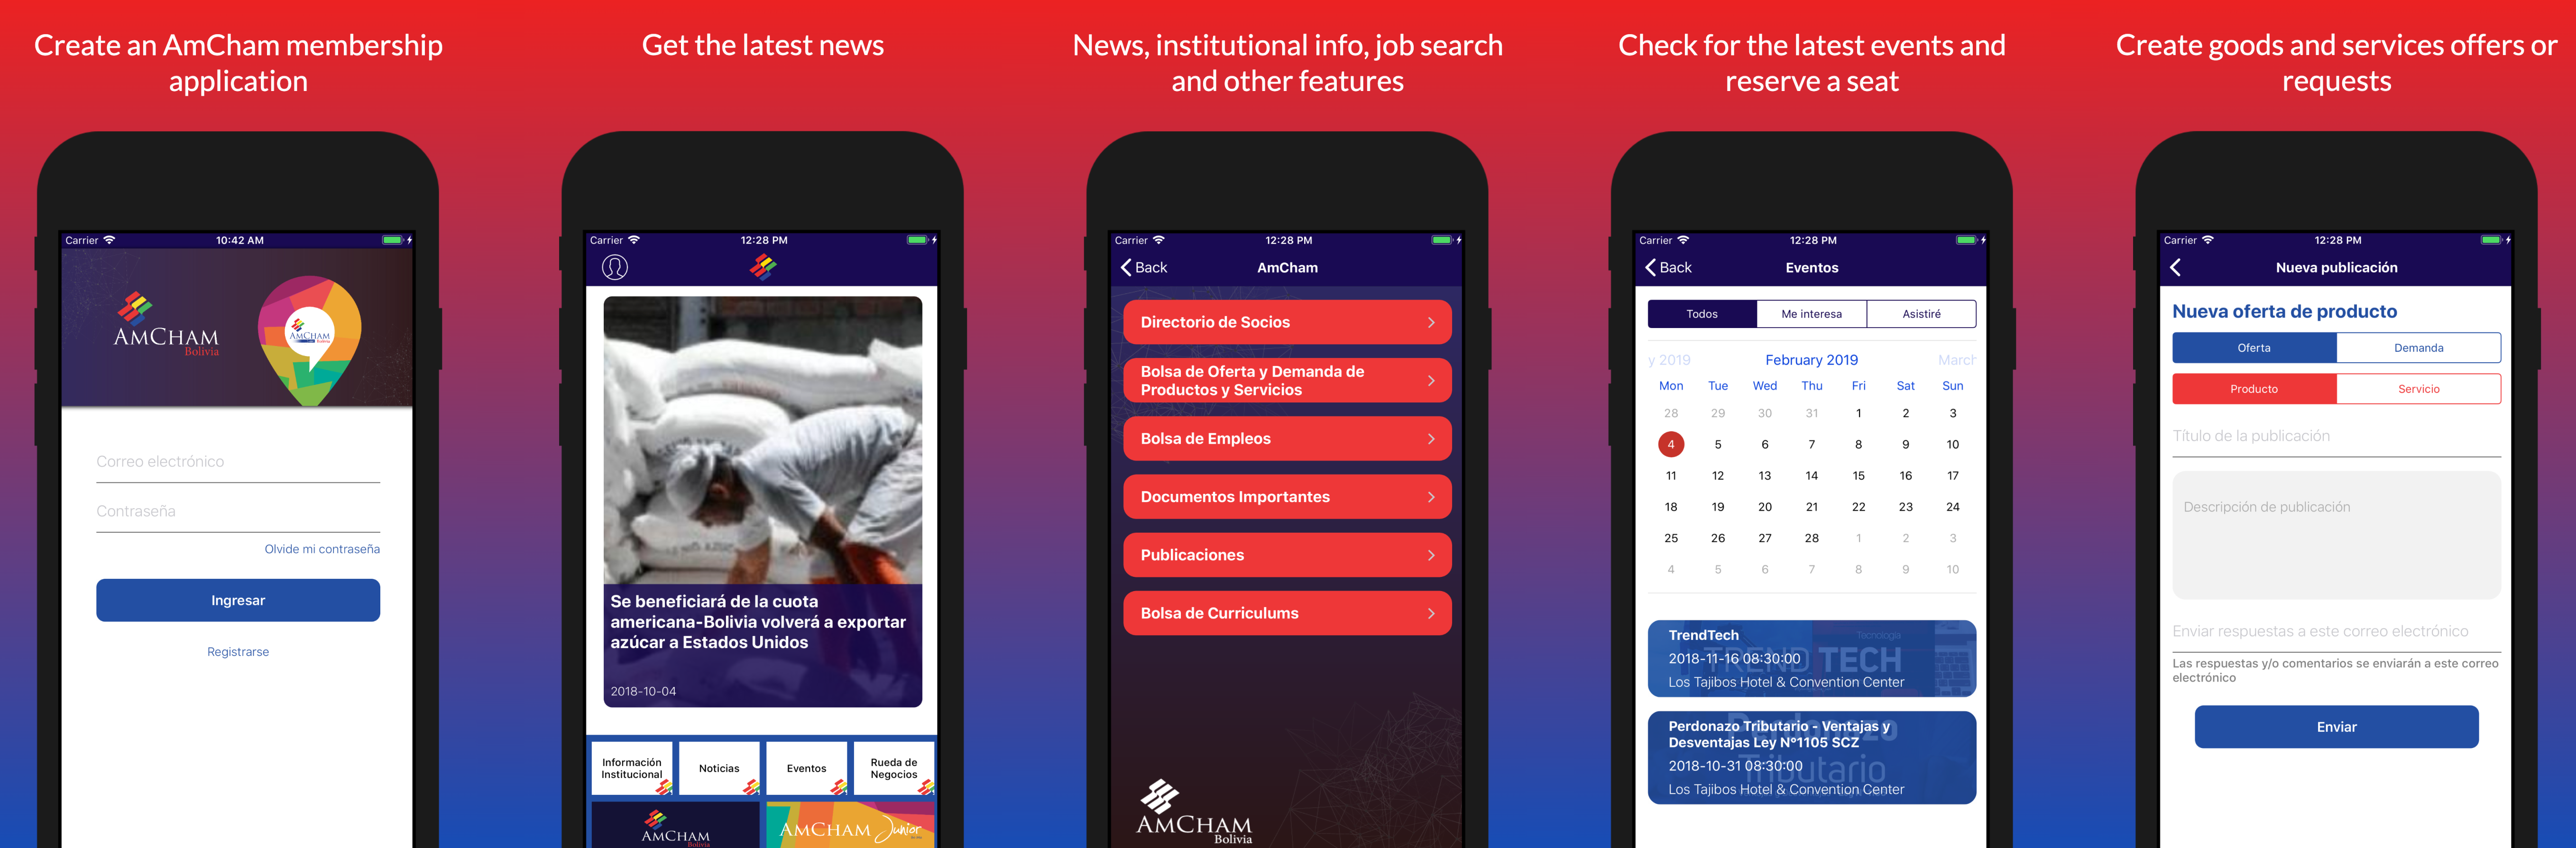 Create an AmCham membership
application
Carrier
10:42 AM
AMCHAM
Bolivia
AMCHAM
Bolivia
Correo electrónico
Contraseña
Olvide mi contraseña
Ingresar
Registrarse
Get the latest news
Carrier
12:28 PM
Se beneficiará de la cuota
americana-Bolivia volverá a exportar
azúcar a Estados Unidos
2018-10-04
Información
Institucional
Noticias
Eventos
Rueda de
Negocios
AMCHAM
Bolivia
AMCHAM Junior
News, institutional info, job search
and other features
Carrier
12:28 PM
Back
AmCham
Directorio de Socios
Bolsa de Oferta y Demanda de
Productos y Servicios
Bolsa de Empleos
Documentos Importantes
Publicaciones
Bolsa de Curriculums
AMCHAM
Bolivia
Check for the latest events and
reserve a seat
Carrier
12:28 PM
Back
Eventos
Todos
Me interesa
Asistiré
y 2019
February 2019
March
Mon Tue Wed Thu Fri Sat Sun
28 29 30 31 1 2 3
4 5 6 7 8 9 10
11 12 13 14 15 16 17
18 19 20 21 22 23 24
25 26 27 28 1 2 3
4 5 6 7 8 9 10
TrendTech
Tecnología
2018-11-16 08:30:00
TREND TECH
Los Tajibos Hotel & Convention Center
Perdonazo Tributario - Ventajas y
Desventajas Ley N°1105 SCZ
Perdonazo
2018-10-31 08:30:00
Tributario
Los Tajibos Hotel & Convention Center
Create goods and services offers or
requests
Carrier
12:28 PM
Nueva publicación
Nueva oferta de producto
Oferta
Demanda
Producto
Servicio
Título de la publicación
Descripción de publicación
Enviar respuestas a este correo electrónico
Las respuestas y/o comentarios se enviarán a este correo
electrónico
Enviar